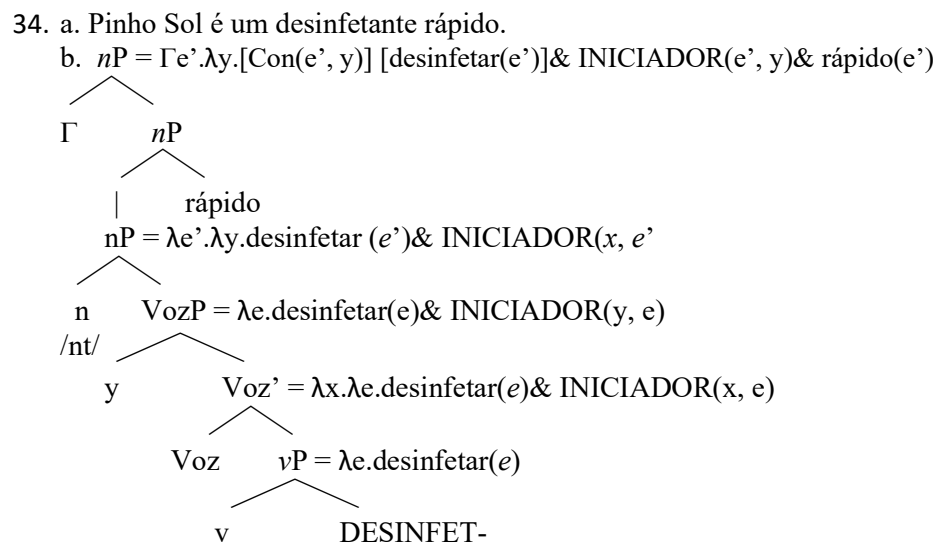 34. a. Pinho Sol é um desinfetante rápido.
b. nP = Γe’.λy.[Con(e’, y)] [desinfetar(e’)]& INICIADOR(e’, y)& rápido(e’)
Γ nP
| rápido
nP = λe’.λy.desinfetar (e’)& INICIADOR(x, e’
n VozP = λe.desinfetar(e)& INICIADOR(y, e)
/nt/
y Voz’ = λx.λe.desinfetar(e)& INICIADOR(x, e)
Voz vP = λe.desinfetar(e)
v DESINFET-